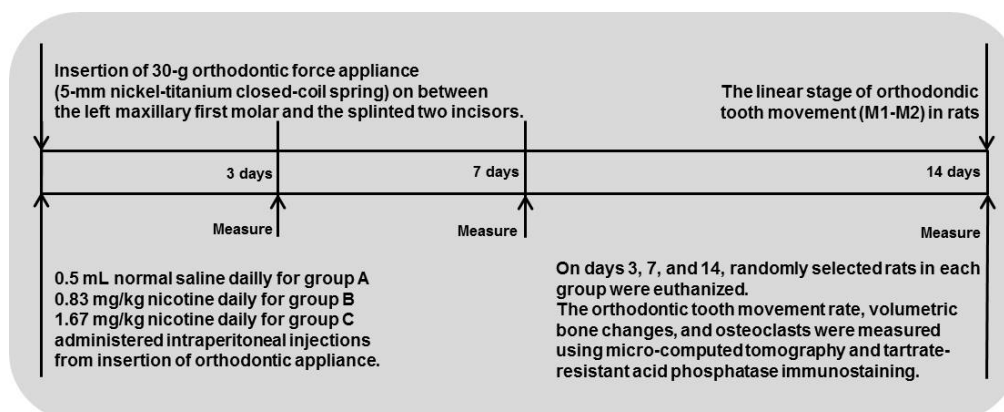 Insertion of 30-g orthodontic force appliance
(5-mm nickel-titanium closed-coil spring) on between
the left maxillary first molar and the splinted two incisors.
The linear stage of orthodondic
tooth movement (M1-M2) in rats
3 days
7 days
14 days
Measure
Measure
Measure
0.5 mL normal saline dailly for group A
0.83 mg/kg nicotine daily for group B
1.67 mg/kg nicotine daily for group C
administered intraperitoneal injections
from insertion of orthodontic appliance.
On days 3, 7, and 14, randomly selected rats in each
group were euthanized.
The orthodontic tooth movement rate, volumetric
bone changes, and osteoclasts were measured
using micro-computed tomography and tartrate-
resistant acid phosphatase immunostaining.